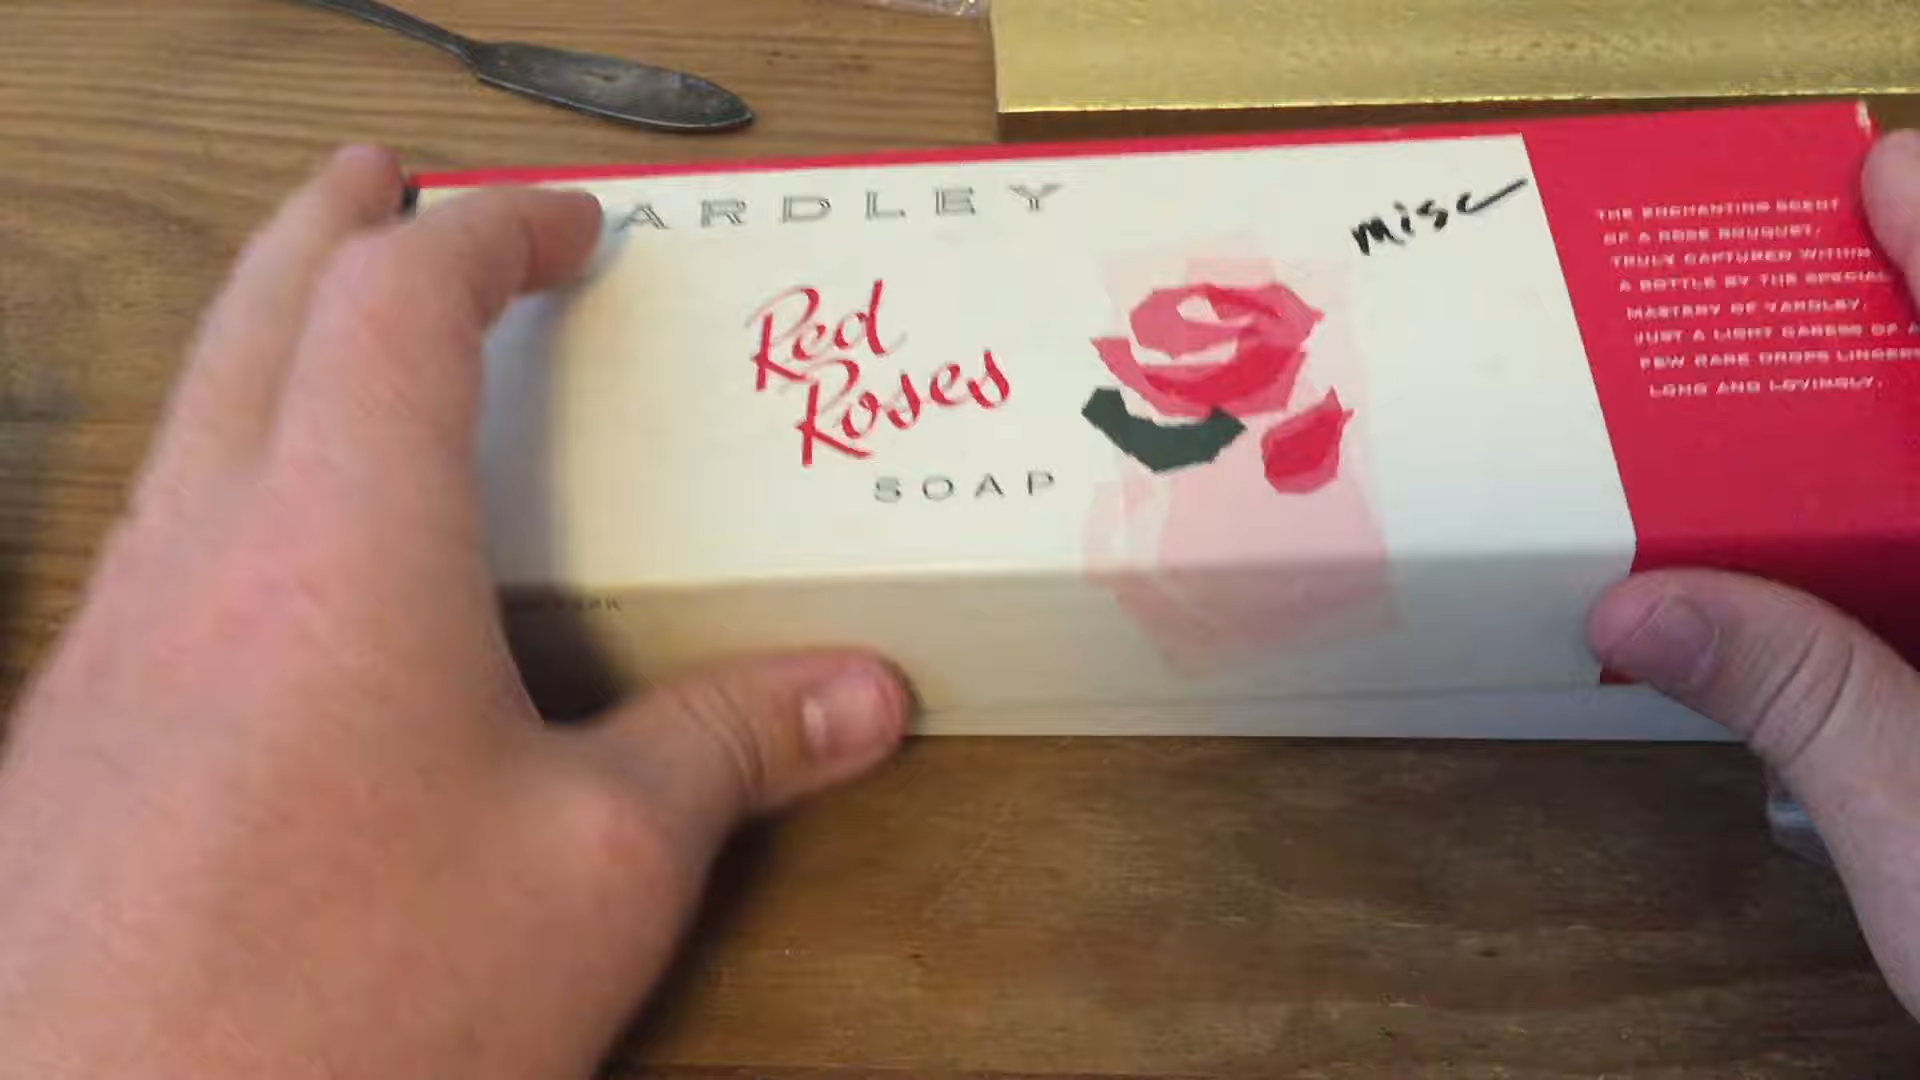 ARDLEY
misc
Red
Roses
SOAP
THE ENCHANTING SCENT
OF A ROSE BOUQUET,
TRULY CAPTURED WITHIN
A BOTTLE BY THE SPECIAL
MASTERY OF YARDLEY.
JUST A LIGHT CARESS OF A
FEW RARE DROPS LINGERS
LONG AND LOVINGLY.